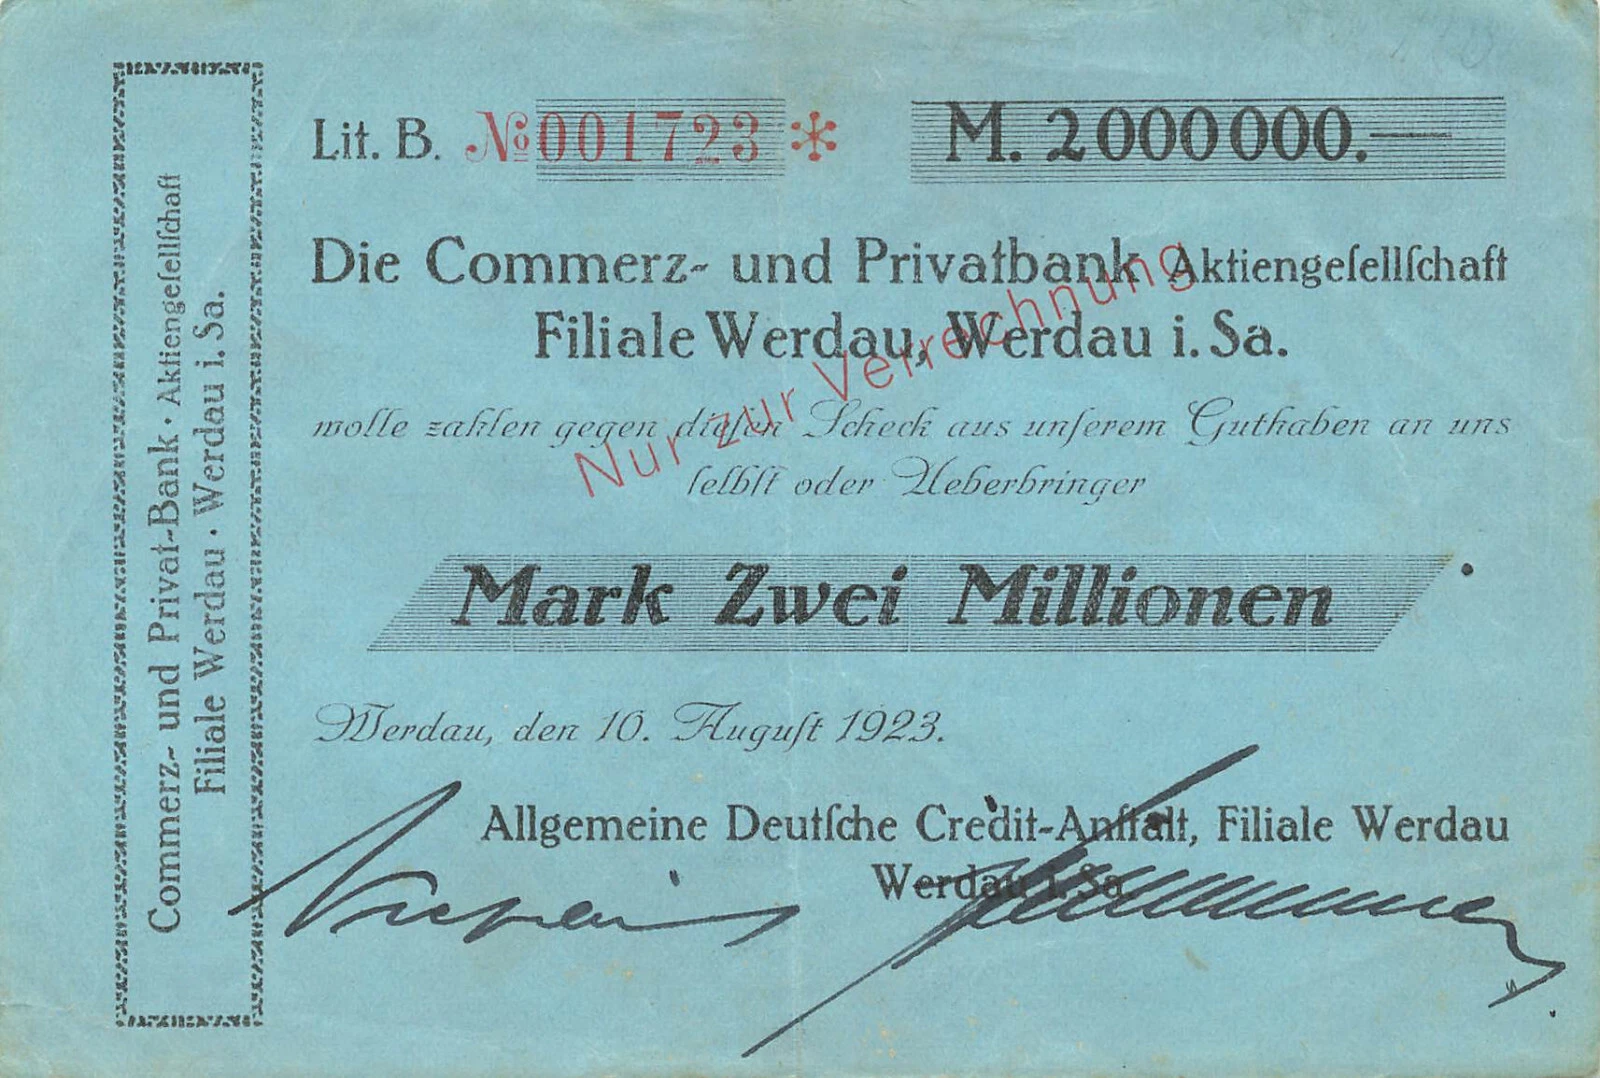 Commerz- und Privat-Bank · Aktiengeſellſchaft
Filiale Werdau · Werdau i. Sa.
Lit. B. № 001723 *
M. 2000000.—
Die Commerz- und Privatbank Aktiengeſellſchaft
Filiale Werdau, Werdau i. Sa.
Nur zur Verrechnung
wolle zahlen gegen dieſen Scheck aus unſerem Guthaben an uns
ſelbſt oder Ueberbringer
Mark Zwei Millionen
Werdau, den 10. Auguſt 1923.
Allgemeine Deutſche Credit-Anſtalt, Filiale Werdau
Werdau i. Sa.